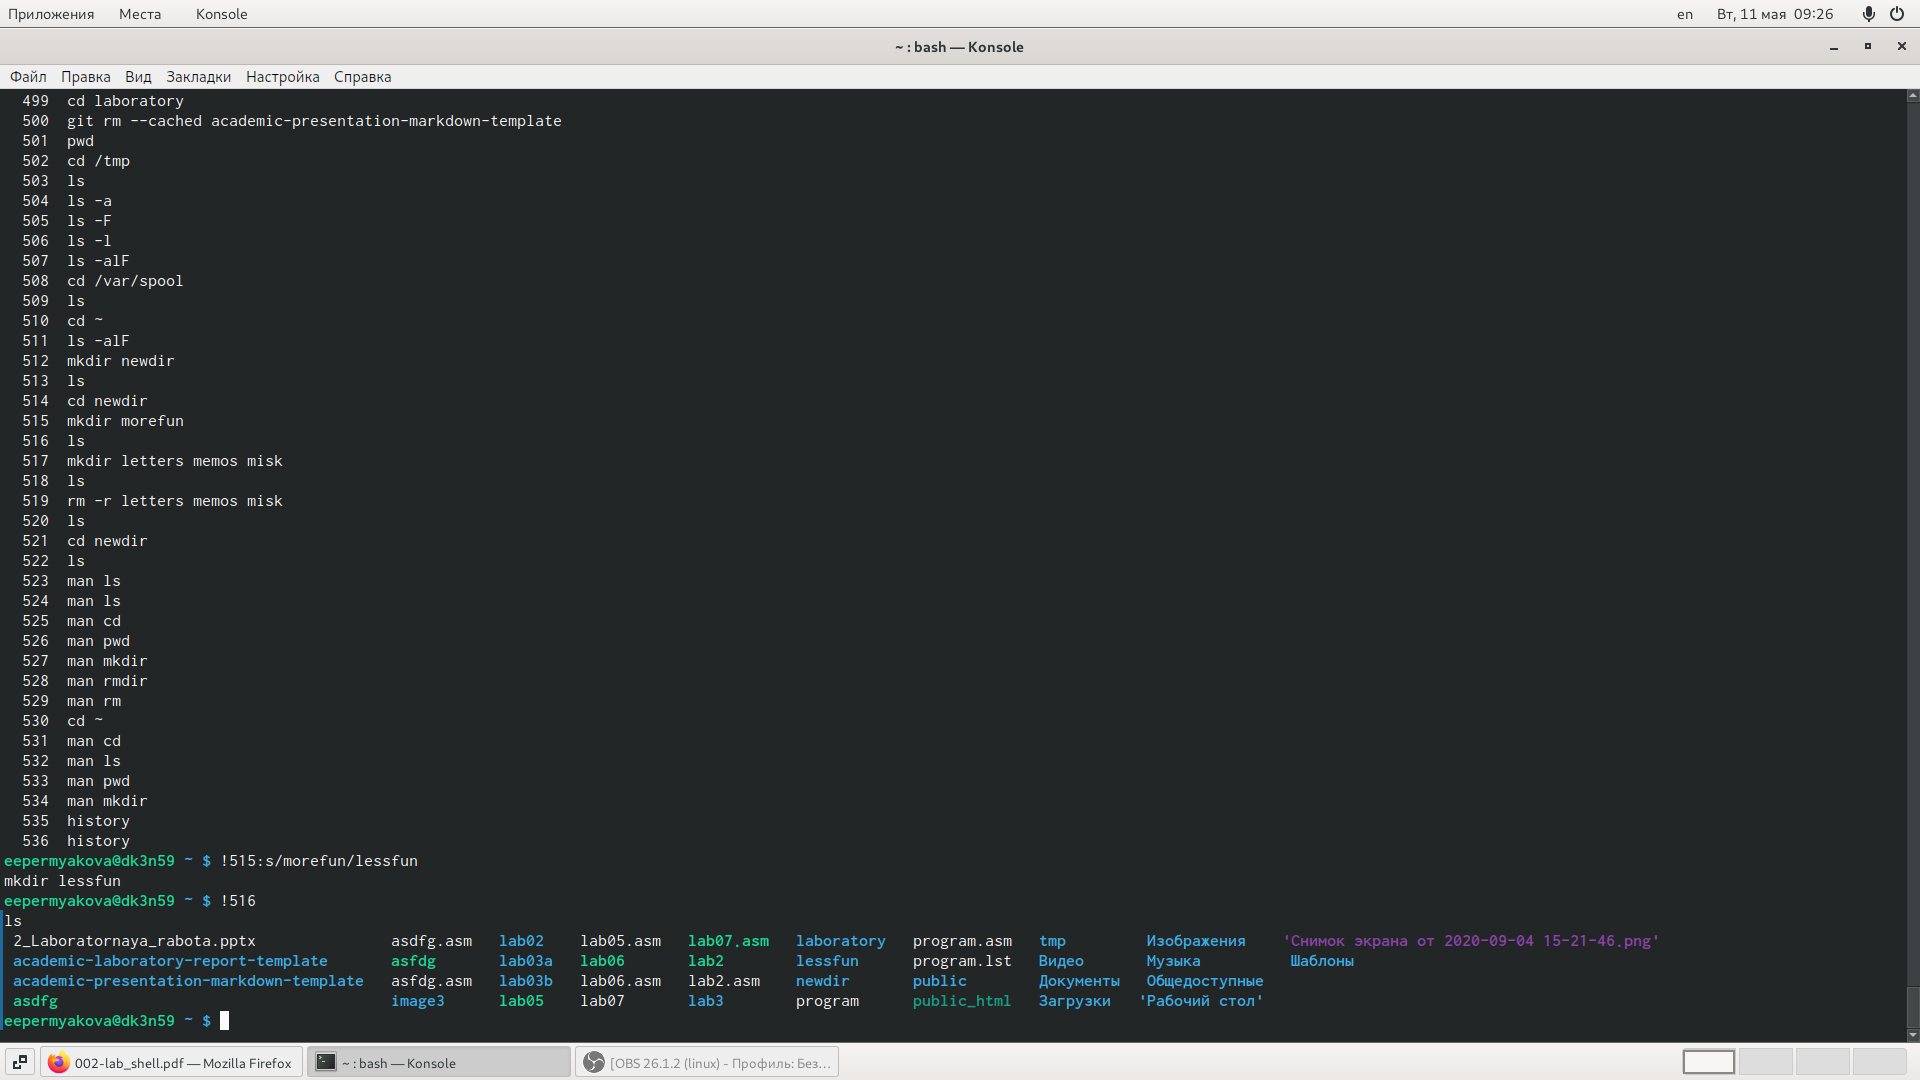 Приложения Места Konsole en Вт, 11 мая 09:26
~ : bash — Konsole
Файл Правка Вид Закладки Настройка Справка
499 cd laboratory
500 git rm --cached academic-presentation-markdown-template
501 pwd
502 cd /tmp
503 ls
504 ls -a
505 ls -F
506 ls -l
507 ls -alF
508 cd /var/spool
509 ls
510 cd ~
511 ls -alF
512 mkdir newdir
513 ls
514 cd newdir
515 mkdir morefun
516 ls
517 mkdir letters memos misk
518 ls
519 rm -r letters memos misk
520 ls
521 cd newdir
522 ls
523 man ls
524 man ls
525 man cd
526 man pwd
527 man mkdir
528 man rmdir
529 man rm
530 cd ~
531 man cd
532 man ls
533 man pwd
534 man mkdir
535 history
536 history
eepermyakova@dk3n59 ~ $ !515:s/morefun/lessfun
mkdir lessfun
eepermyakova@dk3n59 ~ $ !516
ls
2_Laboratornaya_rabota.pptx asdfg.asm lab02 lab05.asm lab07.asm laboratory program.asm tmp Изображения 'Снимок экрана от 2020-09-04 15-21-46.png'
academic-laboratory-report-template asfdg lab03a lab06 lab2 lessfun program.lst Видео Музыка Шаблоны
academic-presentation-markdown-template asfdg.asm lab03b lab06.asm lab2.asm newdir public Документы Общедоступные
asdfg image3 lab05 lab07 lab3 program public_html Загрузки 'Рабочий стол'
eepermyakova@dk3n59 ~ $
002-lab_shell.pdf — Mozilla Firefox ~ : bash — Konsole [OBS 26.1.2 (linux) - Профиль: Без...